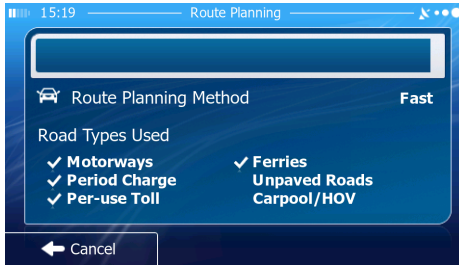 15:19 Route Planning
Route Planning Method Fast
Road Types Used
Motorways Ferries
Period Charge Unpaved Roads
Per-use Toll Carpool/HOV
Cancel